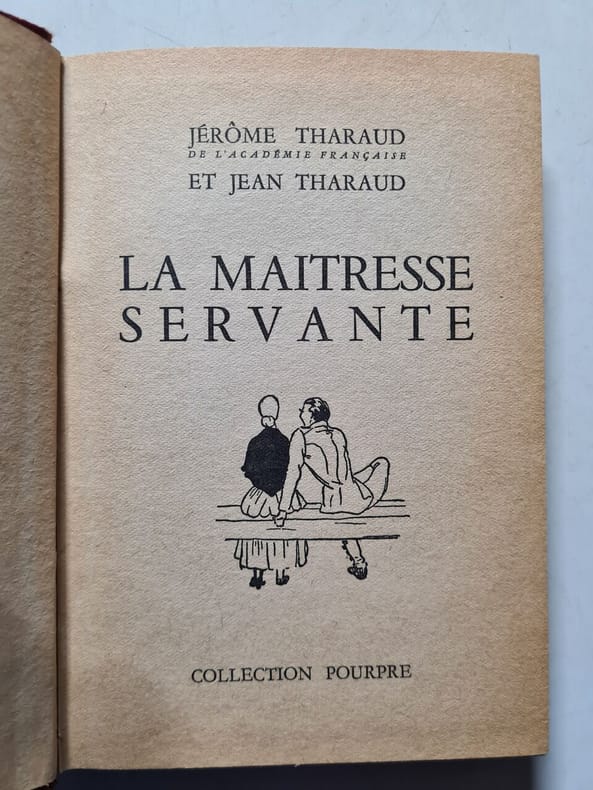 JÉRÔME THARAUD
DE L'ACADÉMIE FRANÇAISE
ET JEAN THARAUD
LA MAITRESSE
SERVANTE
COLLECTION POURPRE